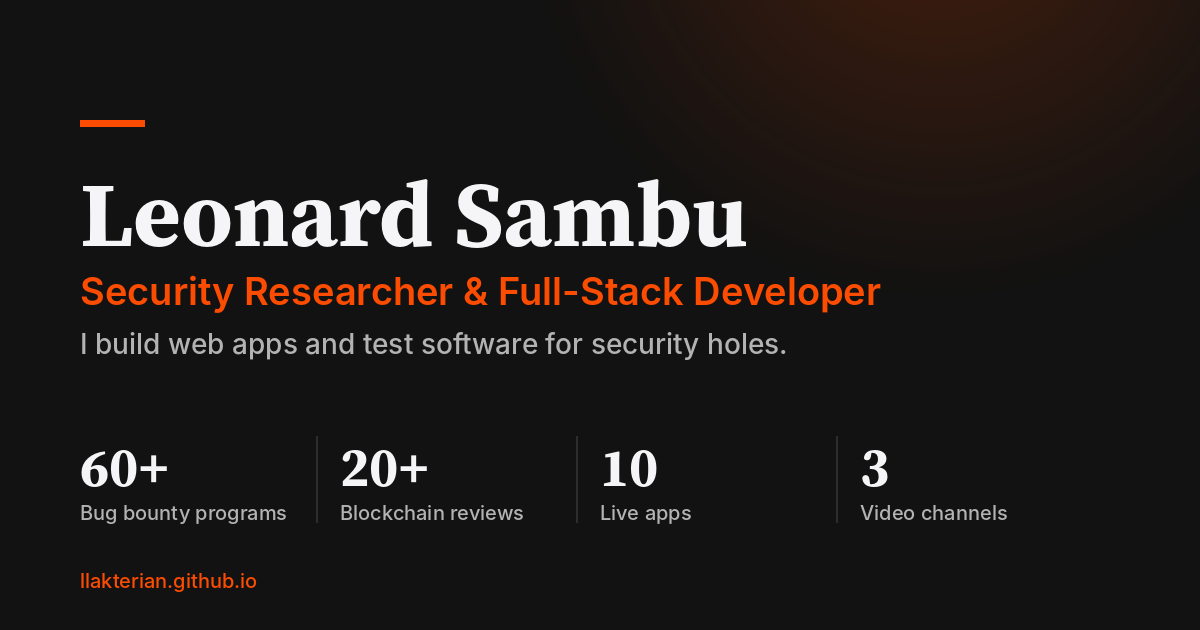 Leonard Sambu
Security Researcher & Full-Stack Developer
I build web apps and test software for security holes.
60+
Bug bounty programs
20+
Blockchain reviews
10
Live apps
3
Video channels
llakterian.github.io